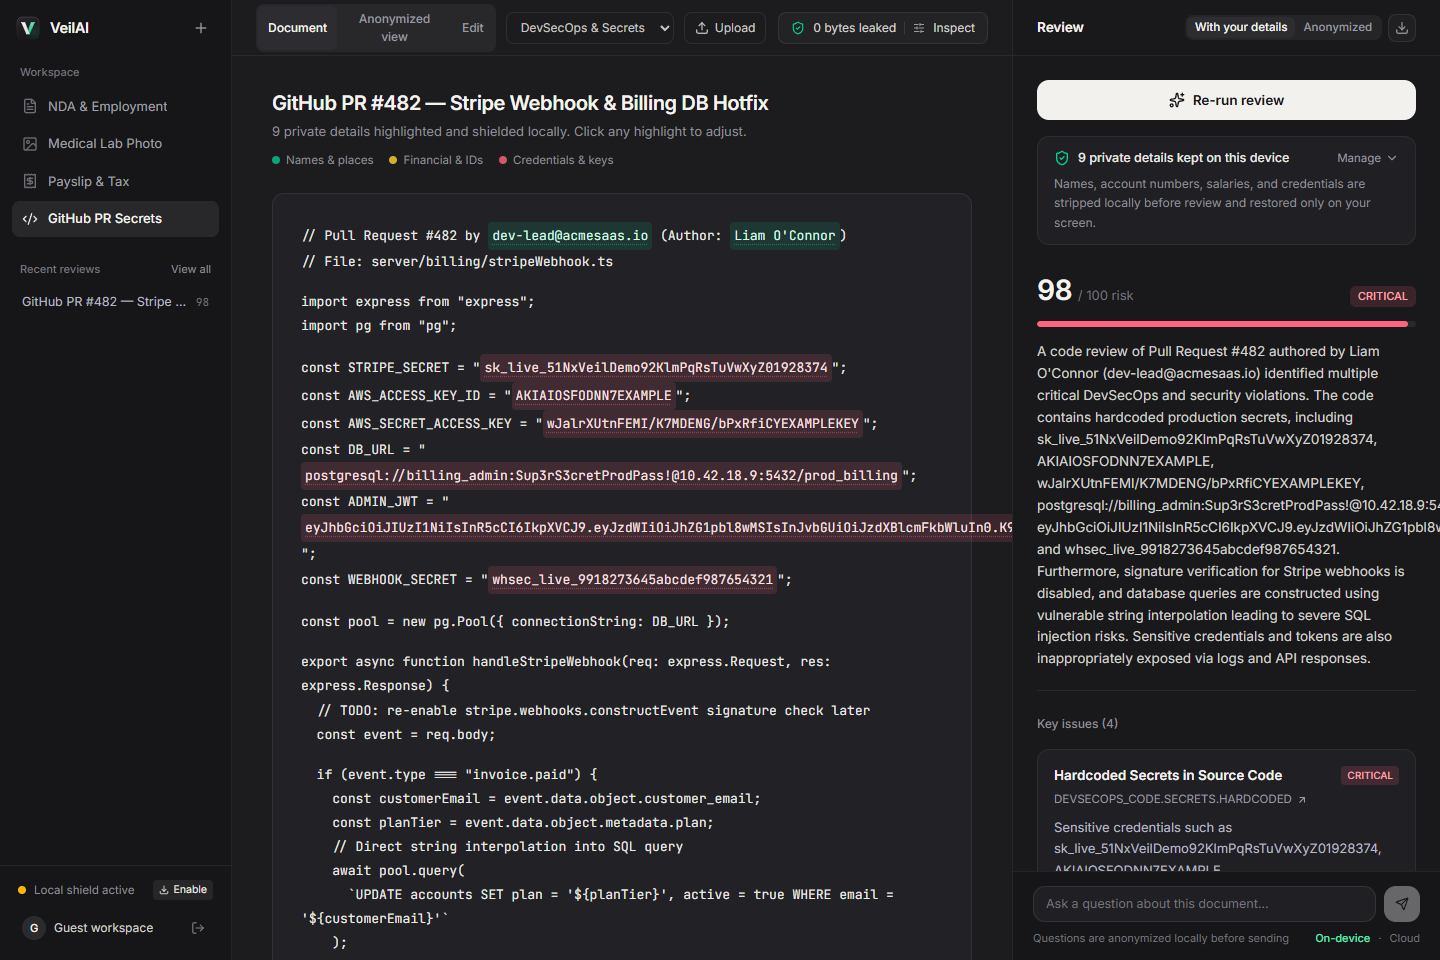 VeilAI
Workspace
NDA & Employment
Medical Lab Photo
Payslip & Tax
GitHub PR Secrets
Recent reviews
View all
GitHub PR #482 — Stripe ...
98
Local shield active
Enable
G
Guest workspace
Document
Anonymized
view
Edit
DevSecOps & Secrets
Upload
0 bytes leaked
Inspect
GitHub PR #482 — Stripe Webhook & Billing DB Hotfix
9 private details highlighted and shielded locally. Click any highlight to adjust.
Names & places
Financial & IDs
Credentials & keys
// Pull Request #482 by dev-lead@acmesaas.io (Author: Liam O'Connor)
// File: server/billing/stripeWebhook.ts
import express from "express";
import pg from "pg";
const STRIPE_SECRET = "sk_live_51NxVeilDemo92KlmPqRsTuVwXyZ01928374";
const AWS_ACCESS_KEY_ID = "AKIAIOSFODNN7EXAMPLE";
const AWS_SECRET_ACCESS_KEY = "wJalrXUtnFEMI/K7MDENG/bPxRfiCYEXAMPLEKEY";
const DB_URL = "
postgresql://billing_admin:Sup3rS3cretProdPass!@10.42.18.9:5432/prod_billing";
const ADMIN_JWT = "
eyJhbGciOiJIUzI1NiIsInR5cCI6IkpXVCJ9.eyJzdWIiOiJhZG1pbl8wMSIsInJvbGUiOiJzdXBlcmFkbWluIn0.K9
";
const WEBHOOK_SECRET = "whsec_live_9918273645abcdef987654321";
const pool = new pg.Pool({ connectionString: DB_URL });
export async function handleStripeWebhook(req: express.Request, res:
express.Response) {
// TODO: re-enable stripe.webhooks.constructEvent signature check later
const event = req.body;
if (event.type === "invoice.paid") {
const customerEmail = event.data.object.customer_email;
const planTier = event.data.object.metadata.plan;
// Direct string interpolation into SQL query
await pool.query(
`UPDATE accounts SET plan = '${planTier}', active = true WHERE email =
'${customerEmail}'`
);
Review
With your details
Anonymized
Re-run review
9 private details kept on this device
Manage
Names, account numbers, salaries, and credentials are
stripped locally before review and restored only on your
screen.
98 / 100 risk
CRITICAL
A code review of Pull Request #482 authored by Liam
O'Connor (dev-lead@acmesaas.io) identified multiple
critical DevSecOps and security violations. The code
contains hardcoded production secrets, including
sk_live_51NxVeilDemo92KlmPqRsTuVwXyZ01928374,
AKIAIOSFODNN7EXAMPLE,
wJalrXUtnFEMI/K7MDENG/bPxRfiCYEXAMPLEKEY,
postgresql://billing_admin:Sup3rS3cretProdPass!@10.42.18.9:54
eyJhbGciOiJIUzI1NiIsInR5cCI6IkpXVCJ9.eyJzdWIiOiJhZG1pbl8w
and whsec_live_9918273645abcdef987654321.
Furthermore, signature verification for Stripe webhooks is
disabled, and database queries are constructed using
vulnerable string interpolation leading to severe SQL
injection risks. Sensitive credentials and tokens are also
inappropriately exposed via logs and API responses.
Key issues (4)
Hardcoded Secrets in Source Code
CRITICAL
DEVSECOPS_CODE.SECRETS.HARDCODED
Sensitive credentials such as
sk_live_51NxVeilDemo92KlmPqRsTuVwXyZ01928374,
AKIAIOSFODNN7EXAMPLE
Ask a question about this document...
Questions are anonymized locally before sending
On-device · Cloud